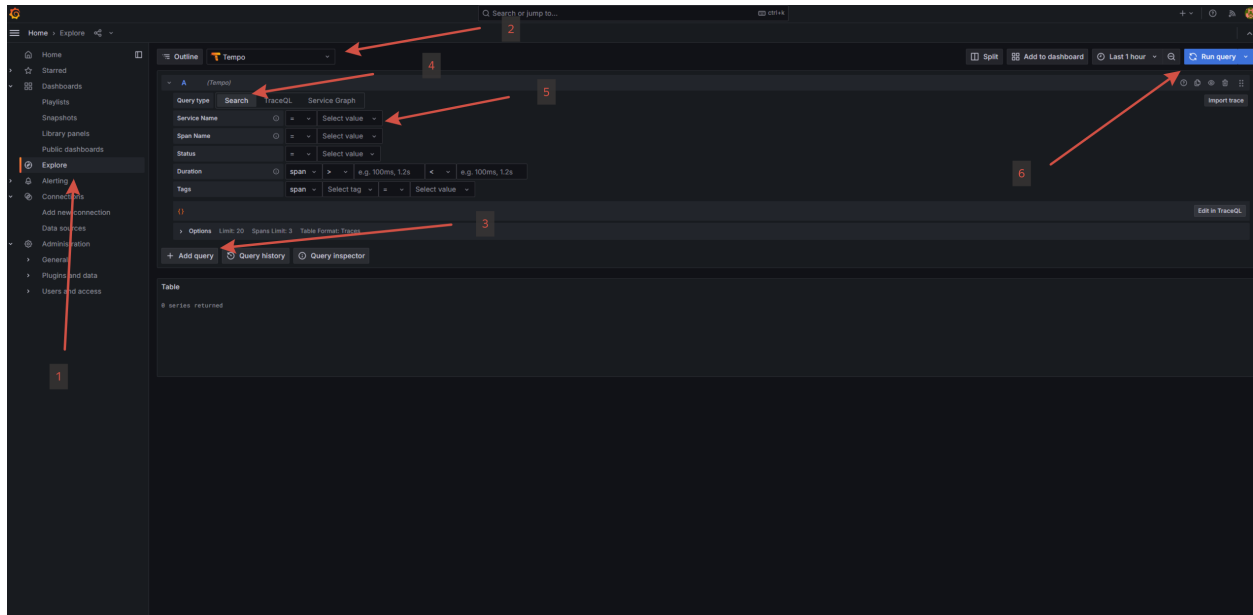 Search or jump to...
ctrl+k
2
Home › Explore
Home
Starred
Dashboards
Playlists
Snapshots
Library panels
Public dashboards
Explore
Alerting
Connections
Add new connection
Data sources
Administration
General
Plugins and data
Users and access
1
Outline
Tempo
Split
Add to dashboard
Last 1 hour
Run query
4
A (Tempo)
5
Query type Search TraceQL Service Graph
Import trace
Service Name = Select value
Span Name = Select value
Status = Select value
Duration span > e.g. 100ms, 1.2s < e.g. 100ms, 1.2s
6
Tags span Select tag = Select value
{}
Edit in TraceQL
3
Options Limit: 20 Spans Limit: 3 Table Format: Traces
+ Add query
Query history
Query inspector
Table
0 series returned